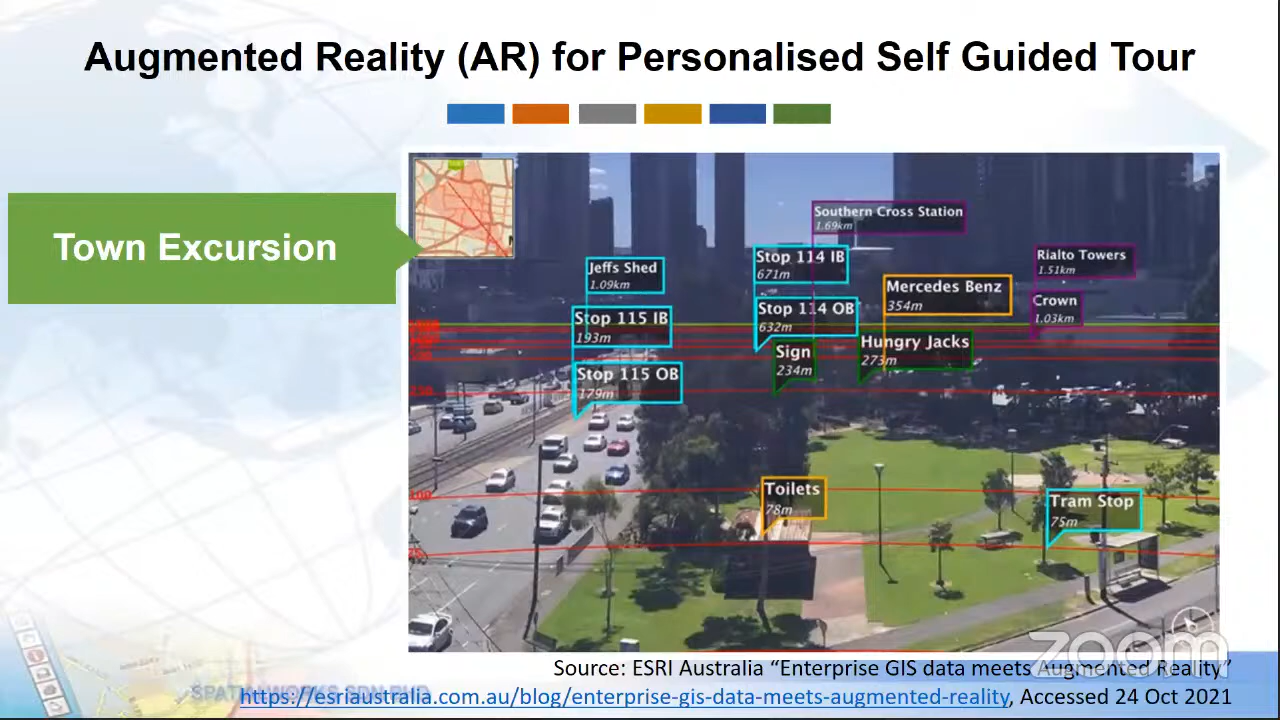 Augmented Reality (AR) for Personalised Self Guided Tour
Town Excursion
Southern Cross Station
1.69km
Jeffs Shed
1.09km
Stop 114 IB
671m
Rialto Towers
1.51km
Mercedes Benz
354m
Crown
1.03km
Stop 115 IB
193m
Stop 114 OB
632m
Sign
234m
Hungry Jacks
273m
Stop 115 OB
179m
Toilets
78m
Tram Stop
75m
100
zoom
Source: ESRI Australia “Enterprise GIS data meets Augmented Reality”
SPATIALWORKS SDN BHD
https://esriaustralia.com.au/blog/enterprise-gis-data-meets-augmented-reality, Accessed 24 Oct 2021